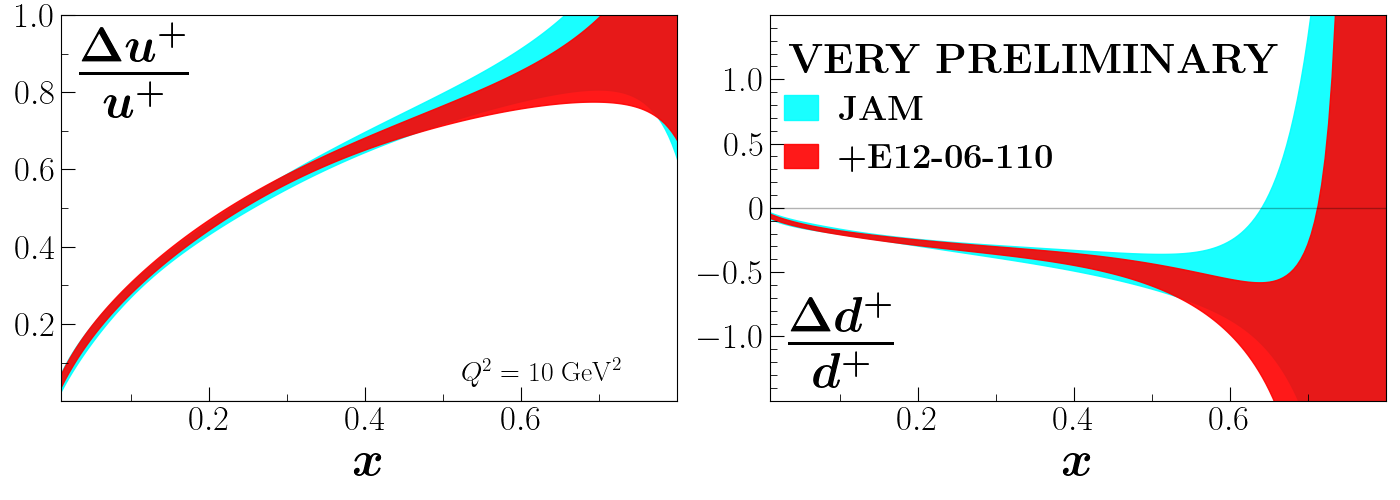 1.0
0.8
0.6
0.4
0.2
Δu⁺
u⁺
Q² = 10 GeV²
0.2 0.4 0.6
x
VERY PRELIMINARY
JAM
+E12-06-110
1.0
0.5
0
−0.5
−1.0
Δd⁺
d⁺
0.2 0.4 0.6
x